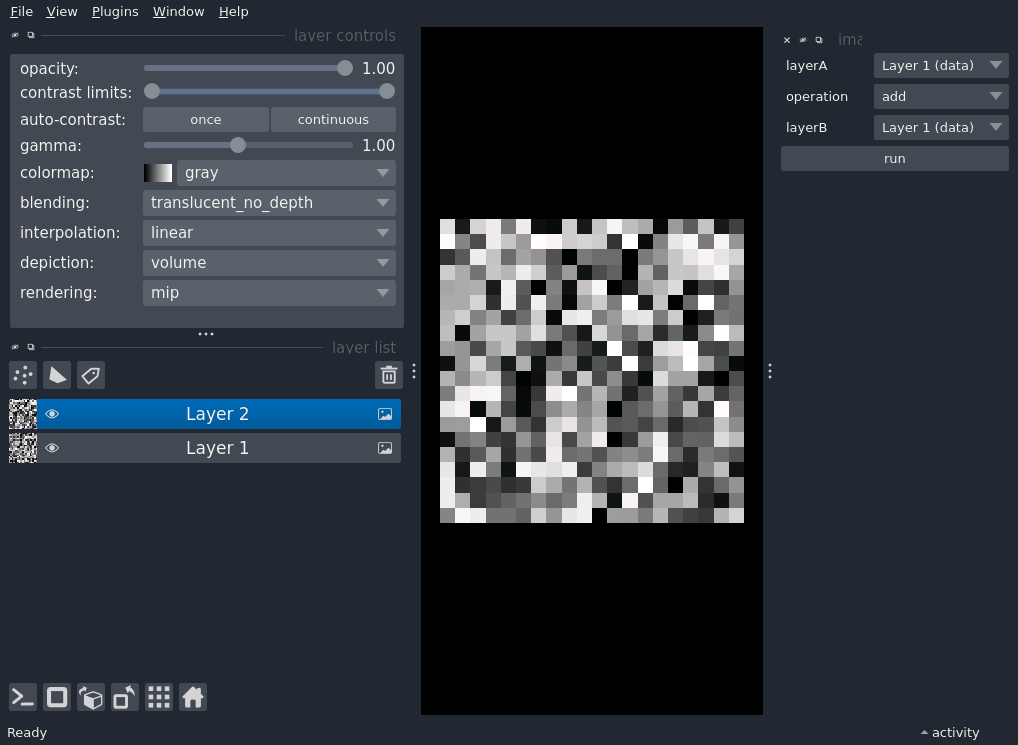 File View Plugins Window Help
layer controls
opacity: 1.00
contrast limits:
auto-contrast: once continuous
gamma: 1.00
colormap: gray
blending: translucent_no_depth
interpolation: linear
depiction: volume
rendering: mip
layer list
Layer 2
Layer 1
ima
layerA Layer 1 (data)
operation add
layerB Layer 1 (data)
run
Ready
activity